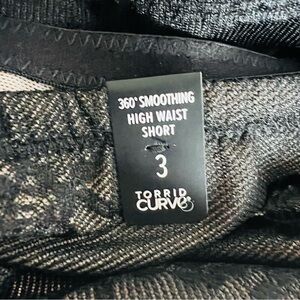 360° SMOOTHING
HIGH WAIST
SHORT
3
TORRID
CURVE®